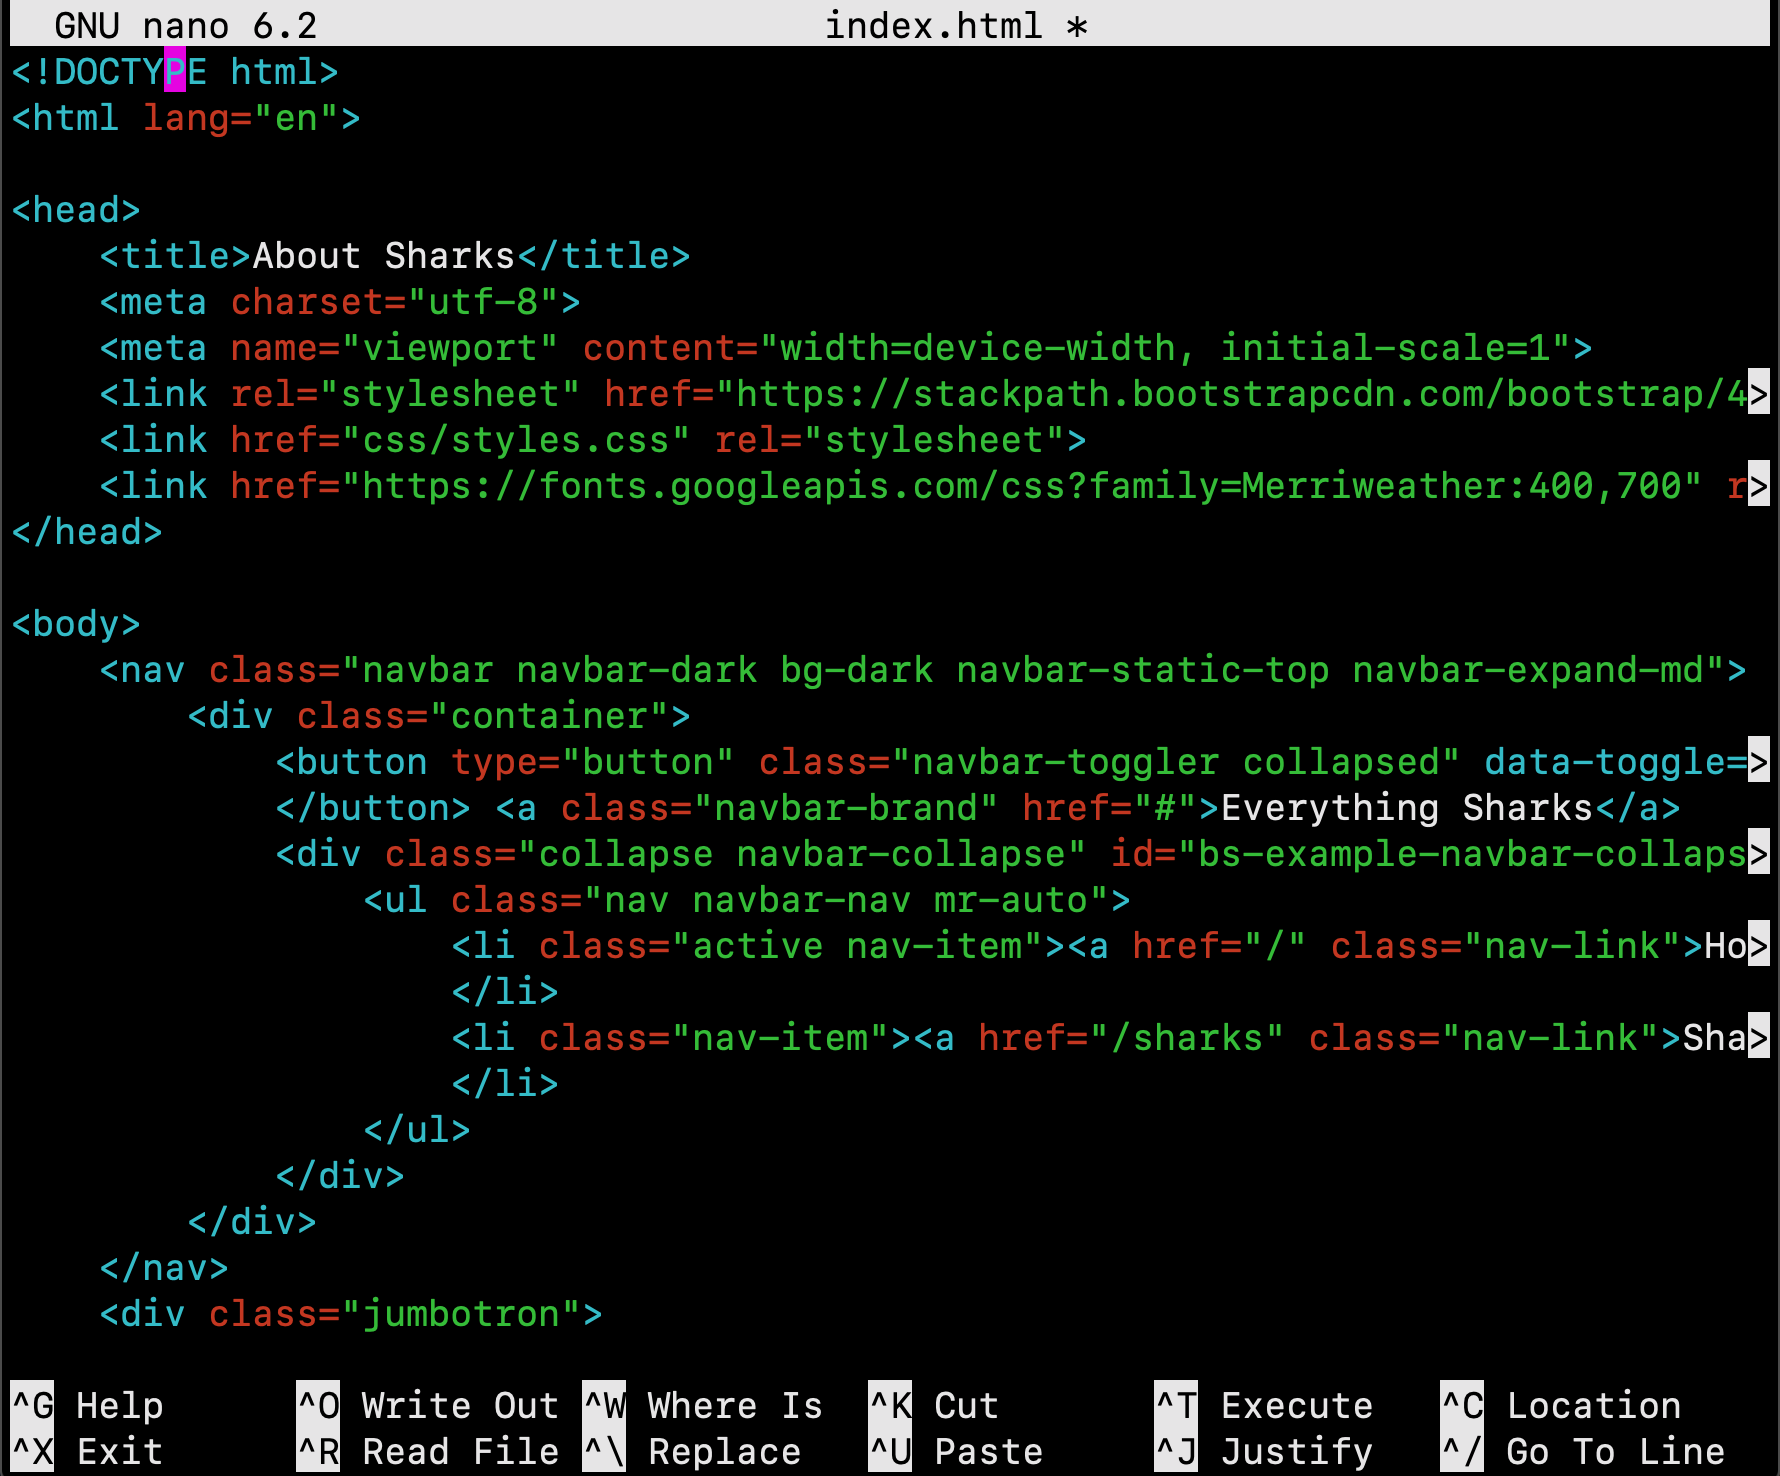 GNU nano 6.2 index.html *
<!DOCTYPE html>
<html lang="en">

<head>
    <title>About Sharks</title>
    <meta charset="utf-8">
    <meta name="viewport" content="width=device-width, initial-scale=1">
    <link rel="stylesheet" href="https://stackpath.bootstrapcdn.com/bootstrap/4>
    <link href="css/styles.css" rel="stylesheet">
    <link href="https://fonts.googleapis.com/css?family=Merriweather:400,700" r>
</head>

<body>
    <nav class="navbar navbar-dark bg-dark navbar-static-top navbar-expand-md">
        <div class="container">
            <button type="button" class="navbar-toggler collapsed" data-toggle=>
            </button> <a class="navbar-brand" href="#">Everything Sharks</a>
            <div class="collapse navbar-collapse" id="bs-example-navbar-collaps>
                <ul class="nav navbar-nav mr-auto">
                    <li class="active nav-item"><a href="/" class="nav-link">Ho>
                    </li>
                    <li class="nav-item"><a href="/sharks" class="nav-link">Sha>
                    </li>
                </ul>
            </div>
        </div>
    </nav>
    <div class="jumbotron">
^G Help ^O Write Out ^W Where Is ^K Cut ^T Execute ^C Location
^X Exit ^R Read File ^\ Replace ^U Paste ^J Justify ^/ Go To Line